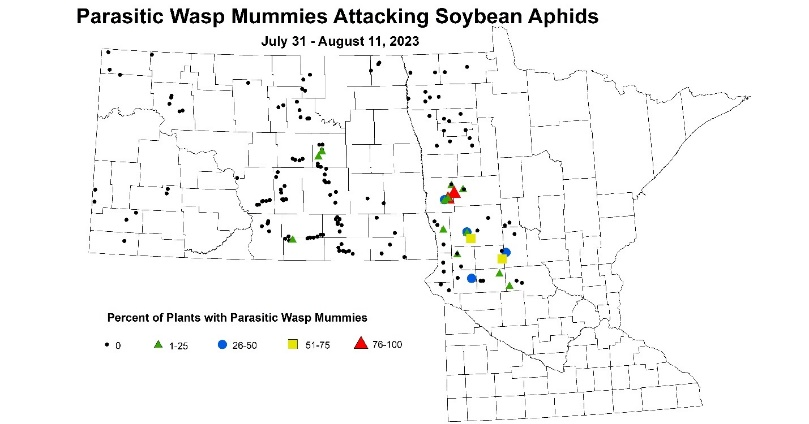 Parasitic Wasp Mummies Attacking Soybean Aphids
July 31 - August 11, 2023
Percent of Plants with Parasitic Wasp Mummies
0 1-25 26-50 51-75 76-100